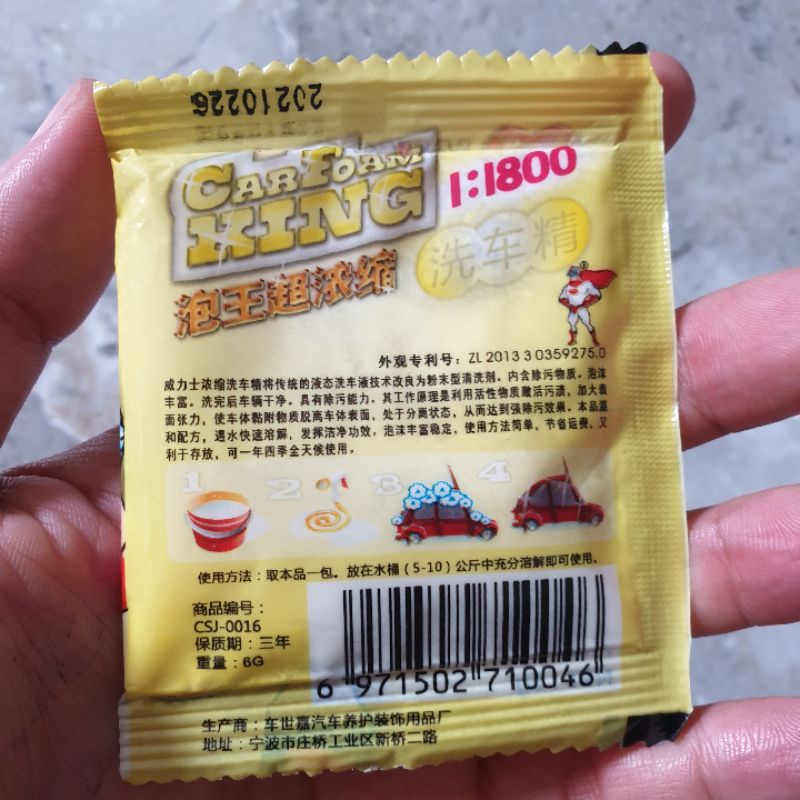 20210226
CAR FOAM
KING
1:1800
泡王超浓缩
洗车精
®
外观专利号：ZL 2013 3 0359275.0
威力士浓缩洗车精将传统的液态洗车液技术改良为粉末型清洗剂。内含除污物质。泡沫
丰富。洗完后车辆干净。具有除污能力。其工作原理是利用活性物质激活污渍，加大表
面张力，使车体黏附物质脱离车体表面，处于分离状态，从而达到强除污效果。本品温
和配方，遇水快速溶解，发挥洁净功效，泡沫丰富稳定，使用方法简单，节省运费，又
利于存放，可一年四季全天候使用。
1 2 3 4
使用方法：取本品一包。放在水桶（5-10）公斤中充分溶解即可使用。
商品编号：
CSJ-0016
保质期：三年
重量：6G
6 971502 710046
生产商：车世嘉汽车养护装饰用品厂
地址：宁波市庄桥工业区新桥二路